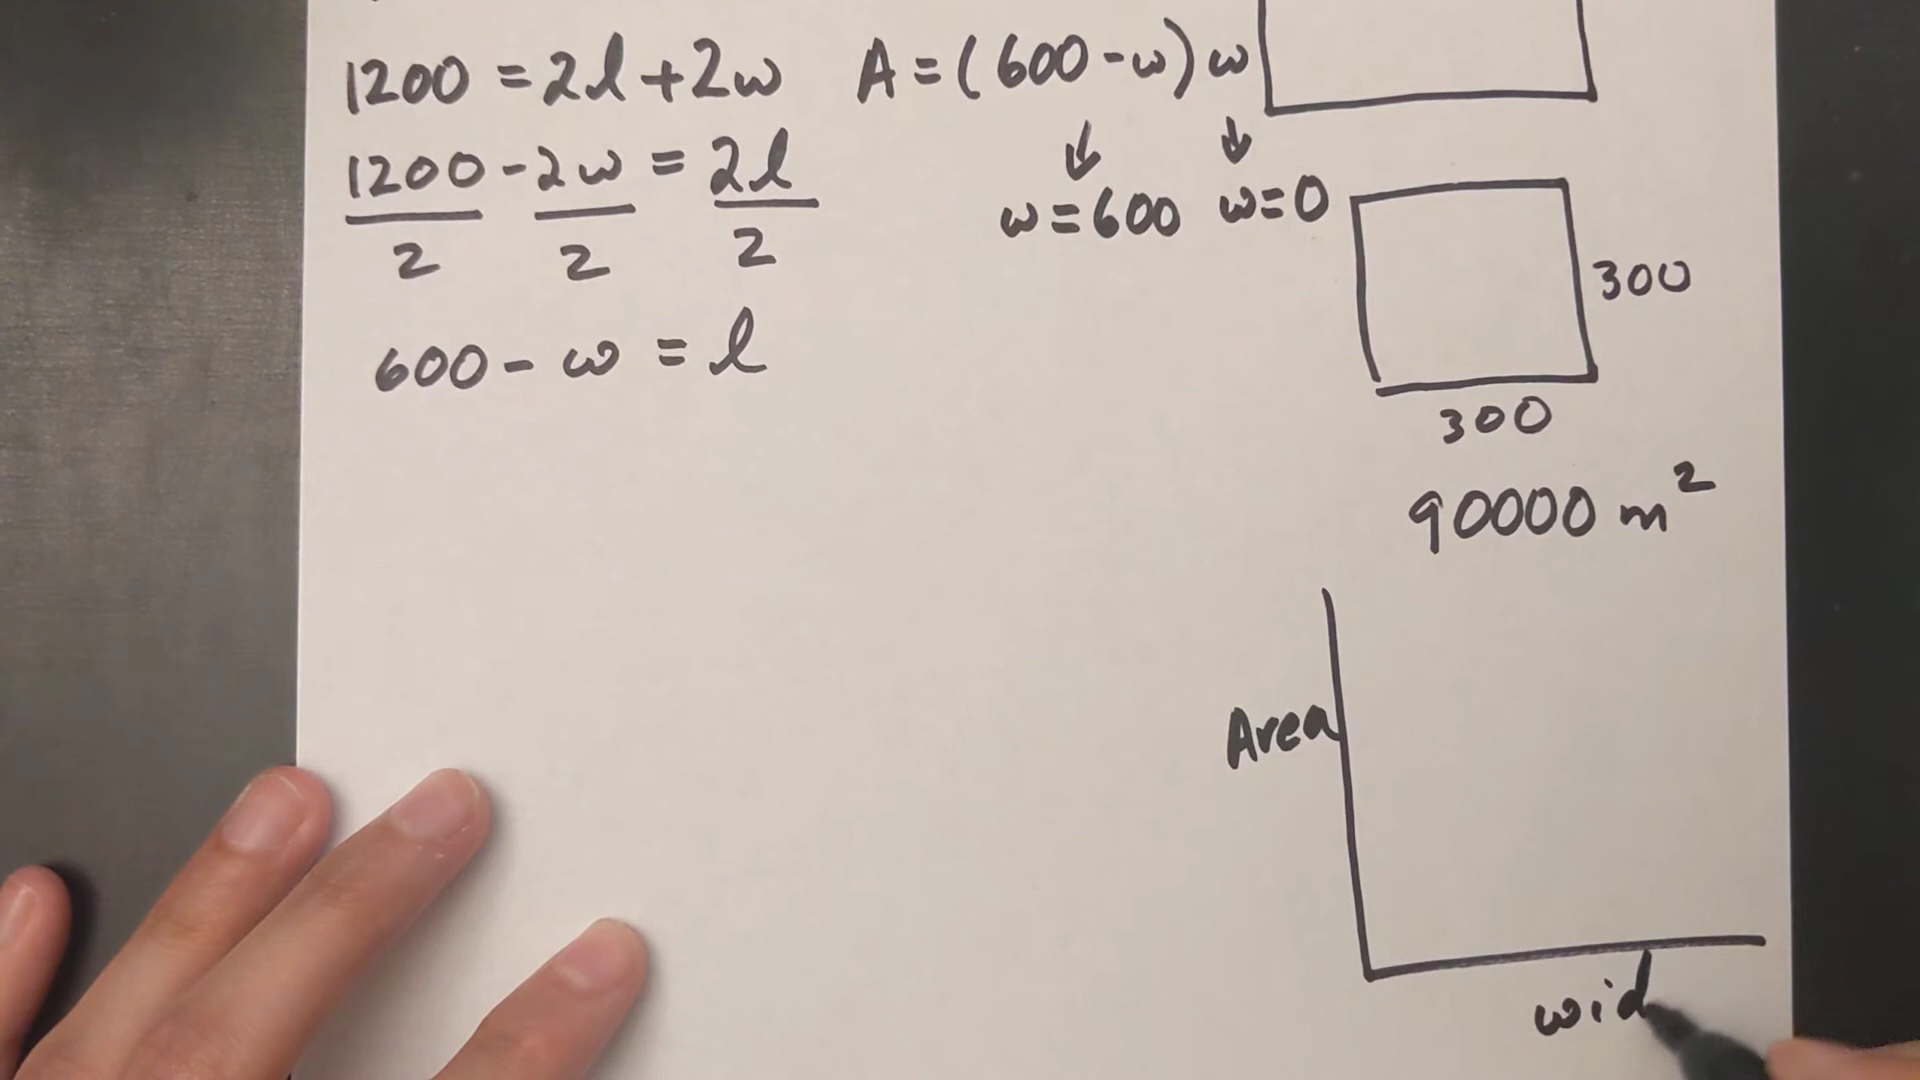 1200 = 2l + 2w
1200 - 2w = 2l
2 2 2
600 - w = l
A = (600 - w) w
w = 600 w = 0
300
300
90000 m²
Area
wid